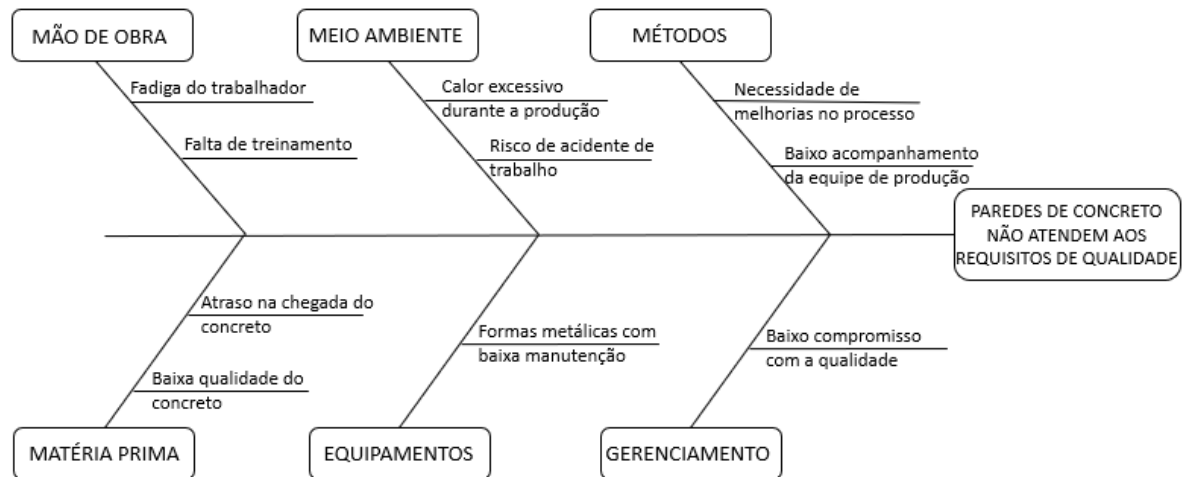 MÃO DE OBRA
MEIO AMBIENTE
MÉTODOS
Fadiga do trabalhador
Falta de treinamento
Calor excessivo
durante a produção
Risco de acidente de
trabalho
Necessidade de
melhorias no processo
Baixo acompanhamento
da equipe de produção
PAREDES DE CONCRETO
NÃO ATENDEM AOS
REQUISITOS DE QUALIDADE
Atraso na chegada do
concreto
Baixa qualidade do
concreto
Formas metálicas com
baixa manutenção
Baixo compromisso
com a qualidade
MATÉRIA PRIMA
EQUIPAMENTOS
GERENCIAMENTO